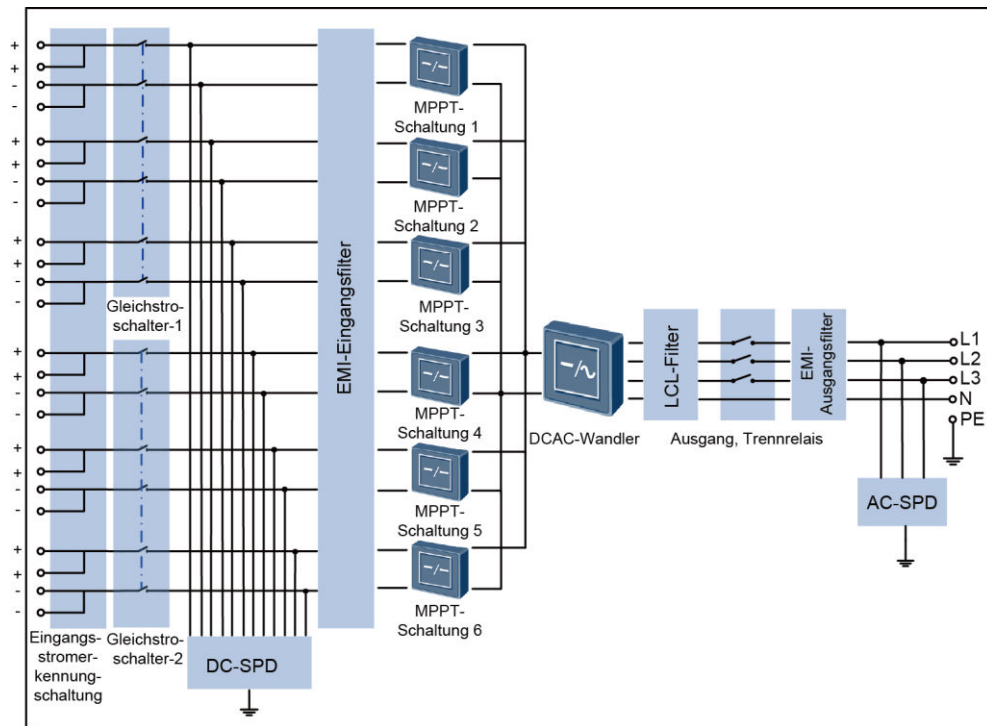 +
+
-
-
+
+
-
-
+
+
-
-
Gleichstro-
schalter-1
+
+
-
-
+
+
-
-
+
+
-
-
Eingangs-
stromer-
kennung-
schaltung
Gleichstro-
schalter-2
DC-SPD
EMI-Eingangsfilter
MPPT-
Schaltung 1
MPPT-
Schaltung 2
MPPT-
Schaltung 3
MPPT-
Schaltung 4
MPPT-
Schaltung 5
MPPT-
Schaltung 6
DCAC-Wandler
LCL-Filter
Ausgang, Trennrelais
EMI-
Ausgangsfilter
L1
L2
L3
N
PE
AC-SPD